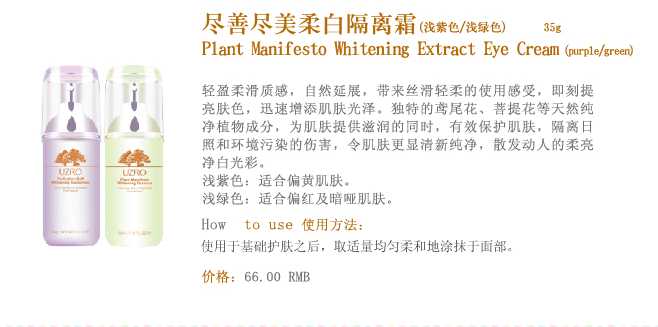 尽善尽美柔白隔离霜(浅紫色/浅绿色) 35g
Plant Manifesto Whitening Extract Eye Cream (purple/green)
轻盈柔滑质感，自然延展，带来丝滑轻柔的使用感受，即刻提
亮肤色，迅速增添肌肤光泽。独特的鸢尾花、菩提花等天然纯
净植物成分，为肌肤提供滋润的同时，有效保护肌肤，隔离日
照和环境污染的伤害，令肌肤更显清新纯净，散发动人的柔亮
净白光彩。
浅紫色：适合偏黄肌肤。
浅绿色：适合偏红及暗哑肌肤。
How to use 使用方法：
使用于基础护肤之后，取适量均匀柔和地涂抹于面部。
价格：66.00 RMB
UZRO
UZRO